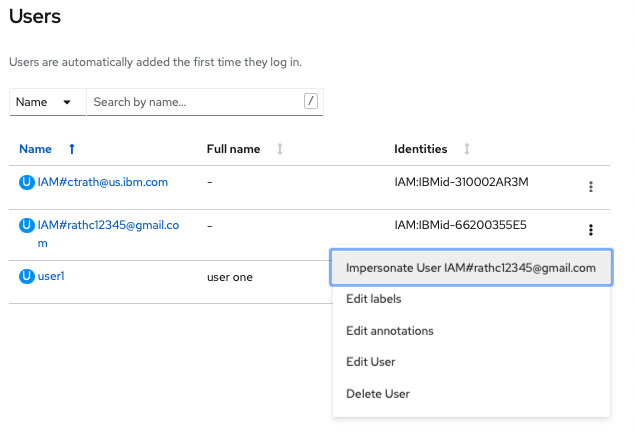 Users
Users are automatically added the first time they log in.
Name Search by name... /
Name Full name Identities
U IAM#ctrath@us.ibm.com - IAM:IBMid-310002AR3M
U IAM#rathc12345@gmail.co - IAM:IBMid-66200355E5
m
Impersonate User IAM#rathc12345@gmail.com
U user1 user one
Edit labels
Edit annotations
Edit User
Delete User